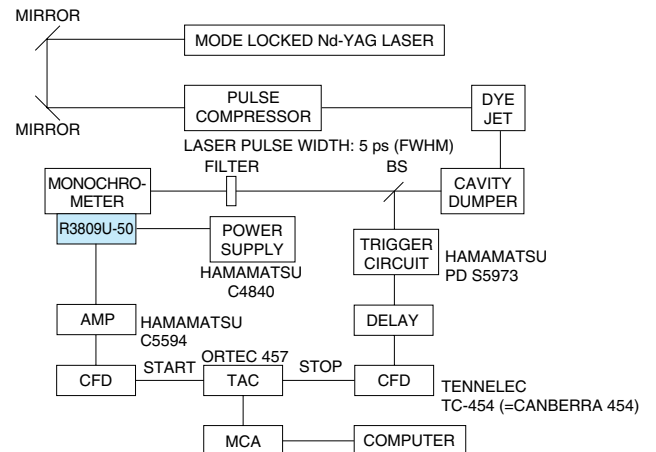 MIRROR
MODE LOCKED Nd-YAG LASER
MIRROR
PULSE
COMPRESSOR
DYE
JET
LASER PULSE WIDTH: 5 ps (FWHM)
FILTER
BS
MONOCHRO-
METER
CAVITY
DUMPER
R3809U-50
POWER
SUPPLY
HAMAMATSU
C4840
TRIGGER
CIRCUIT
HAMAMATSU
PD S5973
AMP
HAMAMATSU
C5594
DELAY
CFD
START
ORTEC 457
TAC
STOP
CFD
TENNELEC
TC-454 (=CANBERRA 454)
MCA
COMPUTER